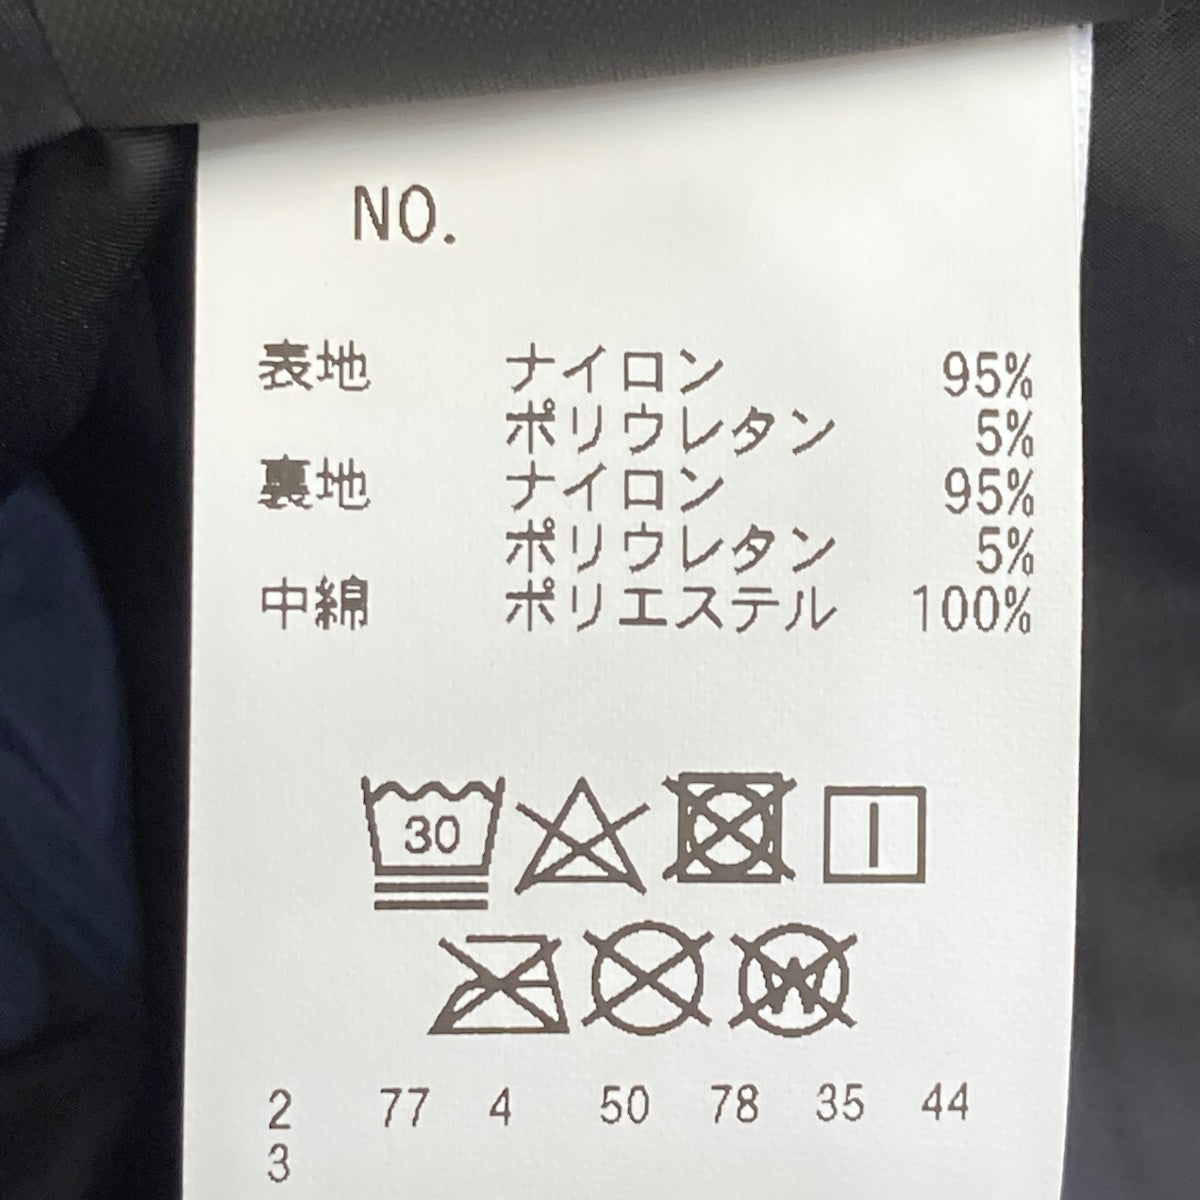 NO.
表地 ナイロン 95%
ポリウレタン 5%
裏地 ナイロン 95%
ポリウレタン 5%
中綿 ポリエステル 100%
30
W
2 77 4 50 78 35 44
3